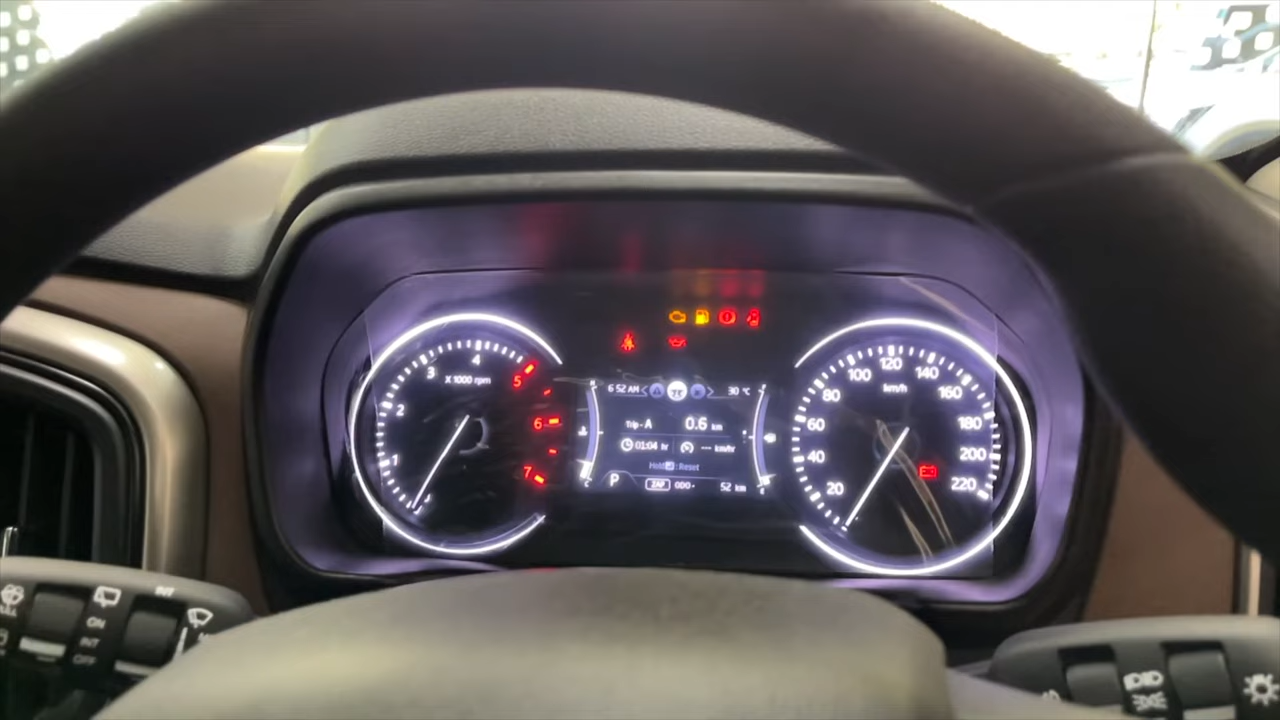 1
2
3
4
5
6
7
X 1000 rpm
6:52 AM
30 °C
Trip-A 0.6 km
01:04 hr
--- km/hr
Hold : Reset
P
ZAP ODO- 52 km
20
40
60
80
100
120
140
160
180
200
220
km/h
INT
ON
INT
OFF